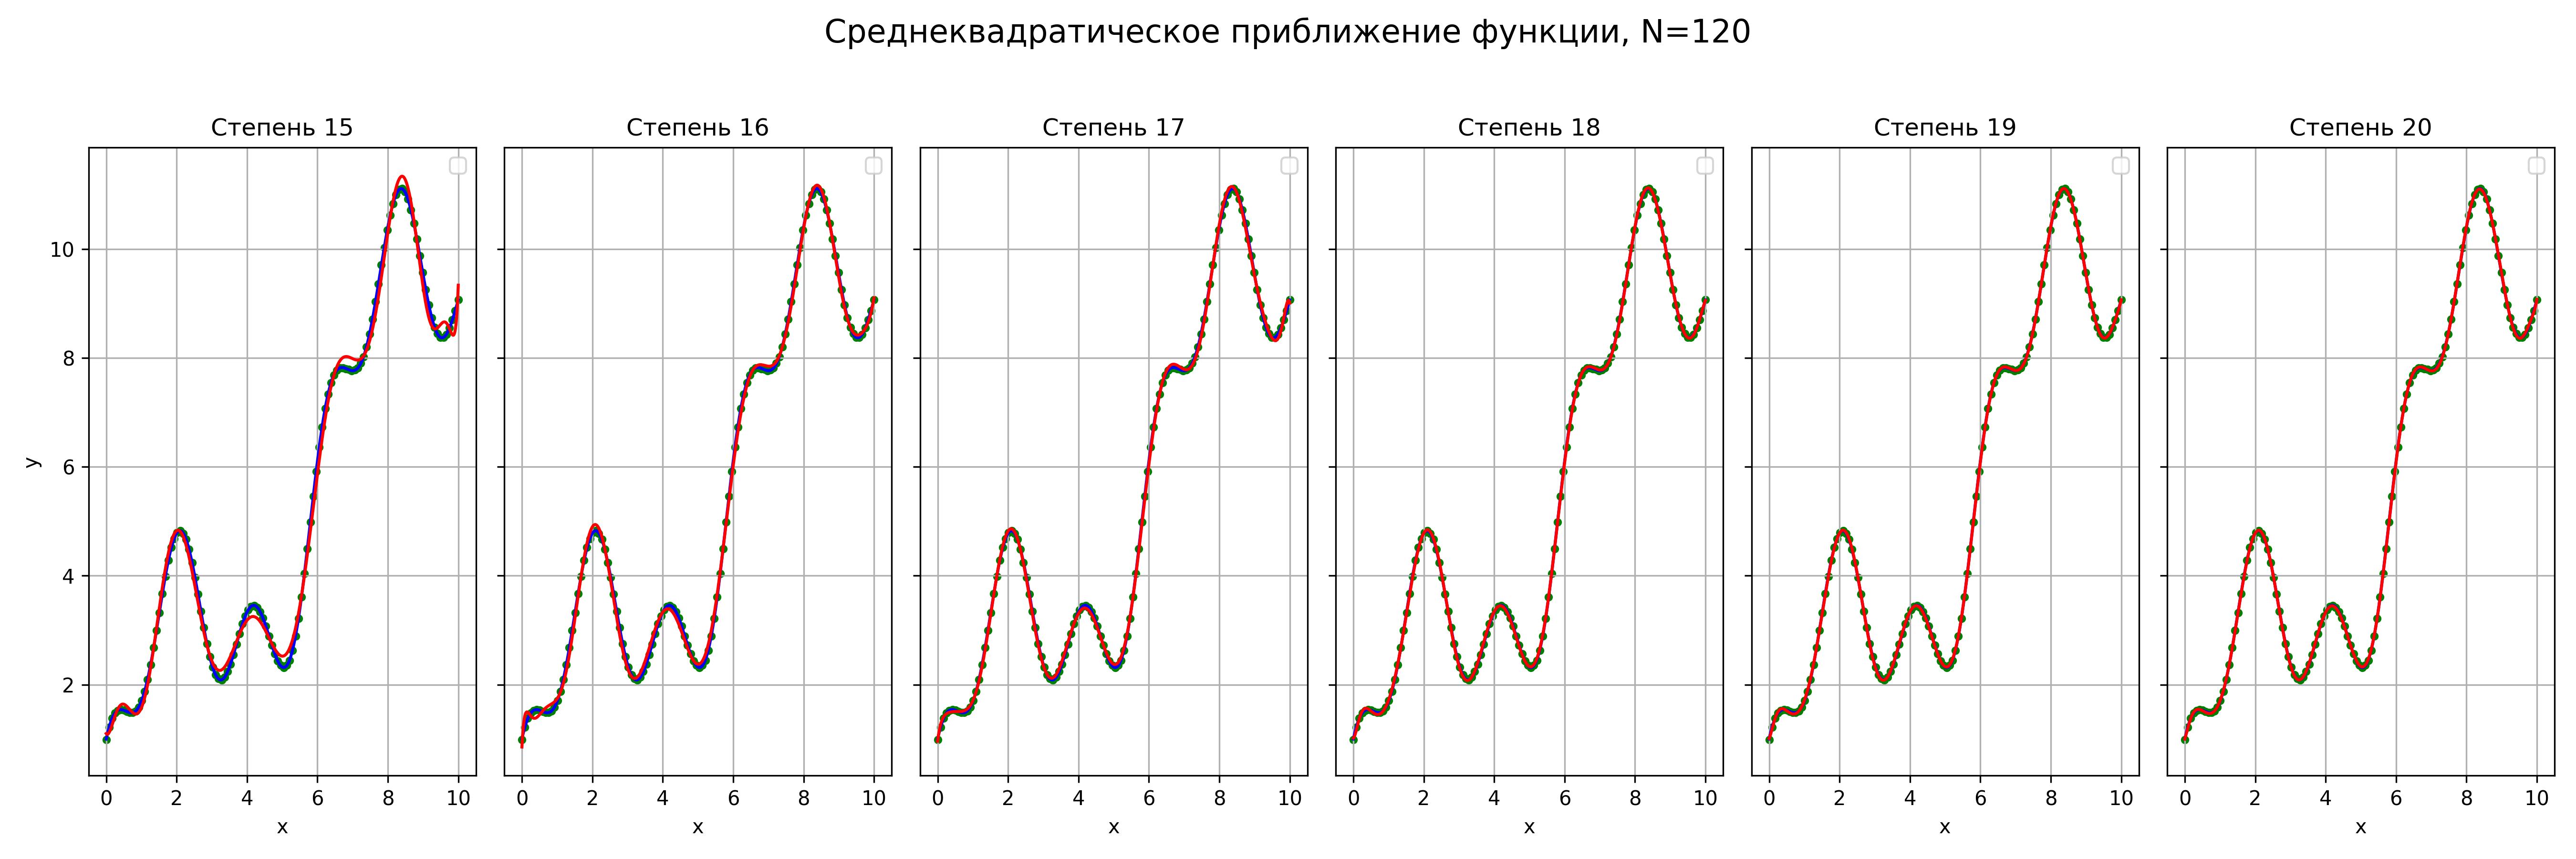 Среднеквадратическое приближение функции, N=120
Степень 15
Степень 16
Степень 17
Степень 18
Степень 19
Степень 20
y
10
8
6
4
2
0 2 4 6 8 10
0 2 4 6 8 10
0 2 4 6 8 10
0 2 4 6 8 10
0 2 4 6 8 10
0 2 4 6 8 10
x
x
x
x
x
x